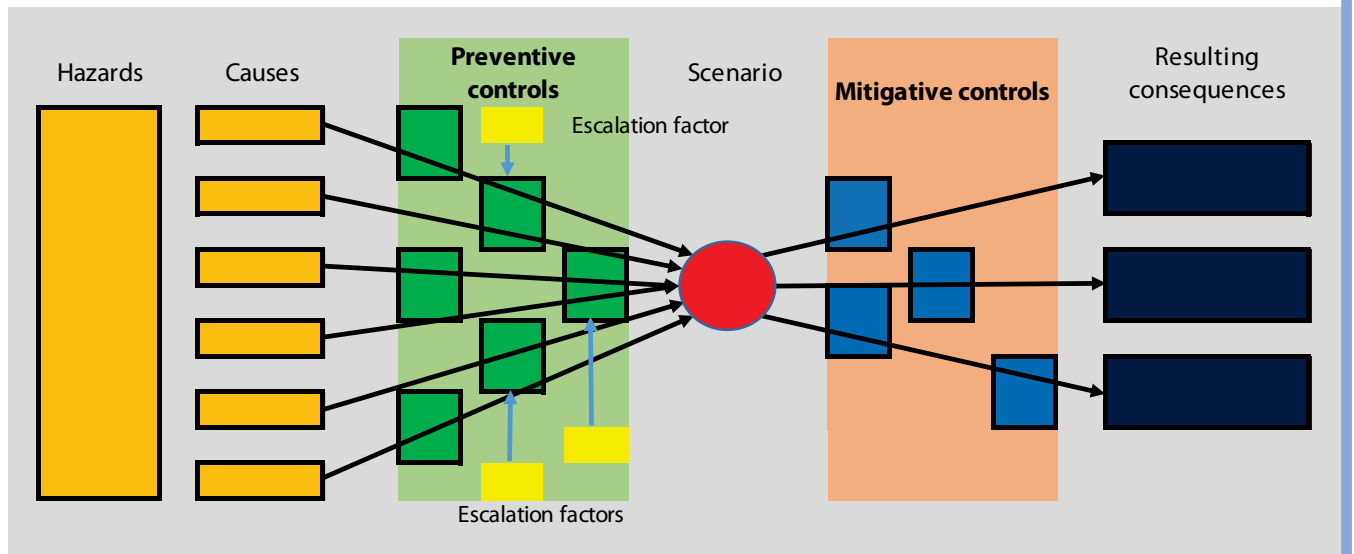 Hazards
Causes
Preventive
controls
Scenario
Mitigative controls
Resulting
consequences
Escalation factor
Escalation factors